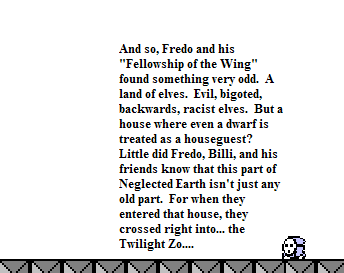 And so, Fredo and his
"Fellowship of the Wing"
found something very odd.  A
land of elves.  Evil, bigoted,
backwards, racist elves.  But a
house where even a dwarf is
treated as a houseguest?
Little did Fredo, Billi, and his
friends know that this part of
Neglected Earth isn't just any
old part.  For when they
entered that house, they
crossed right into... the
Twilight Zo....